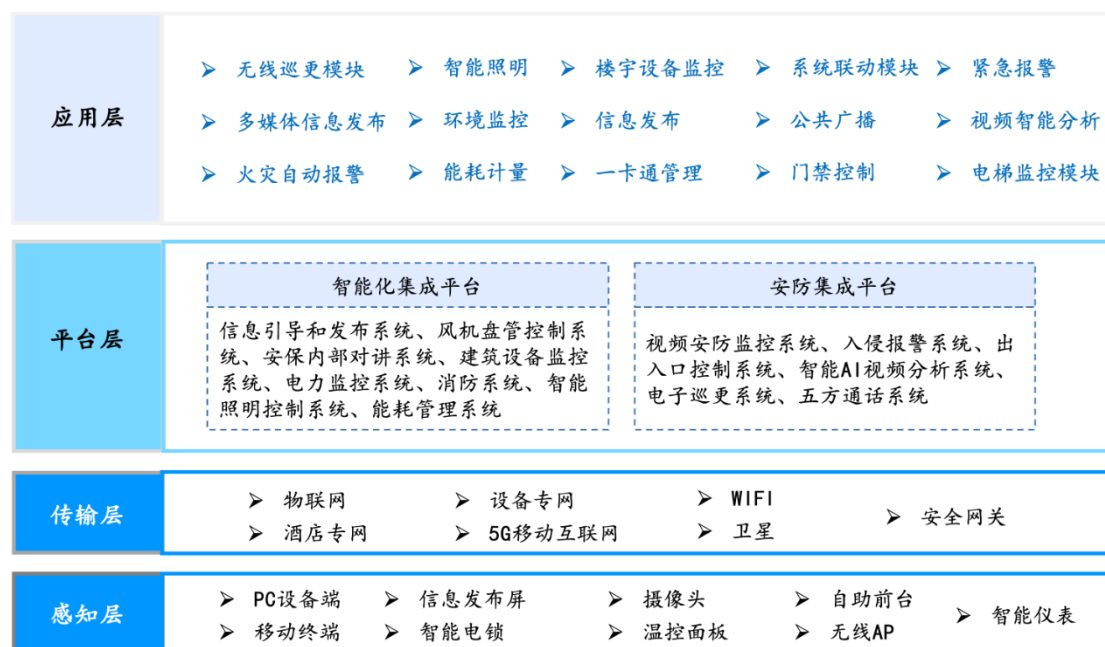 应用层
无线巡更模块 智能照明 楼宇设备监控 系统联动模块 紧急报警
多媒体信息发布 环境监控 信息发布 公共广播 视频智能分析
火灾自动报警 能耗计量 一卡通管理 门禁控制 电梯监控模块
平台层
智能化集成平台
信息引导和发布系统、风机盘管控制系
统、安保内部对讲系统、建筑设备监控
系统、电力监控系统、消防系统、智能
照明控制系统、能耗管理系统
安防集成平台
视频安防监控系统、入侵报警系统、出
入口控制系统、智能AI视频分析系统、
电子巡更系统、五方通话系统
传输层
物联网 设备专网 WIFI 安全网关
酒店专网 5G移动互联网 卫星
感知层
PC设备端 信息发布屏 摄像头 自助前台 智能仪表
移动终端 智能电锁 温控面板 无线AP